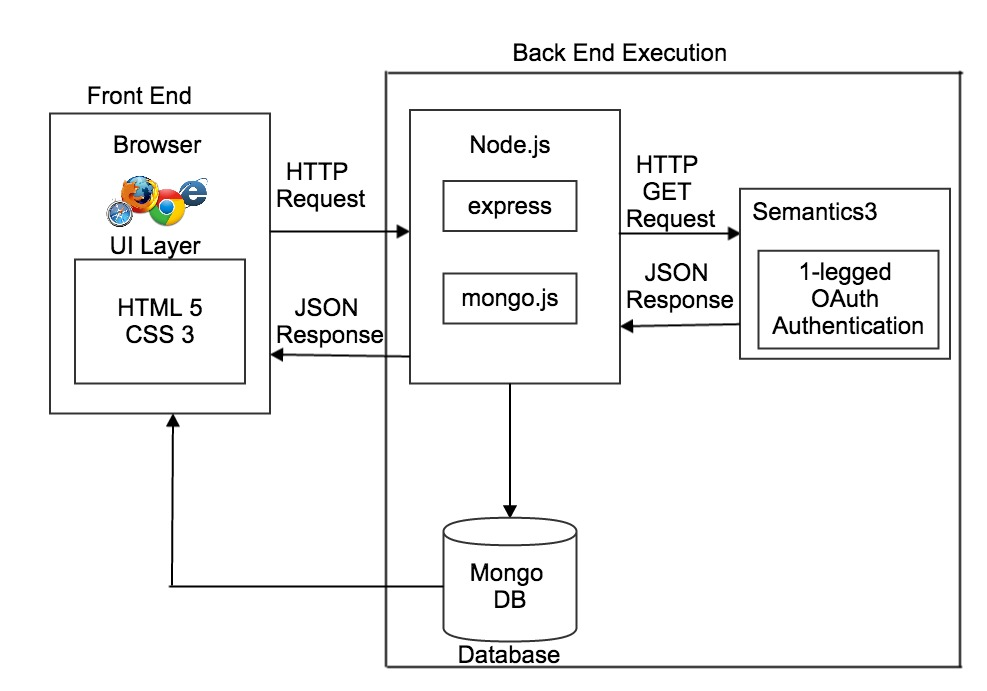 Back End Execution
Front End
Browser
UI Layer
HTML 5
CSS 3
HTTP
Request
JSON
Response
Node.js
express
mongo.js
HTTP
GET
Request
JSON
Response
Semantics3
1-legged
OAuth
Authentication
Mongo
DB
Database